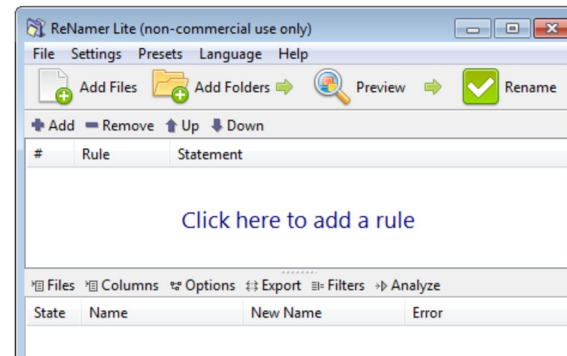 ReNamer Lite (non-commercial use only)
File Settings Presets Language Help
Add Files Add Folders Preview Rename
Add Remove Up Down
# Rule Statement
Click here to add a rule
Files Columns Options Export Filters Analyze
State Name New Name Error